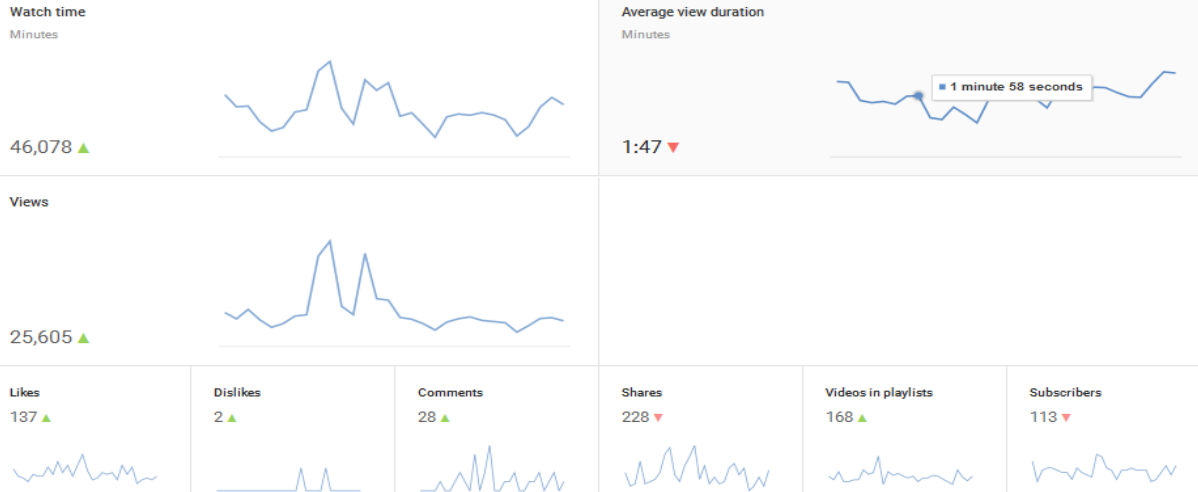 Watch time
Minutes
46,078
Average view duration
Minutes
1 minute 58 seconds
1:47
Views
25,605
Likes
137
Dislikes
2
Comments
28
Shares
228
Videos in playlists
168
Subscribers
113